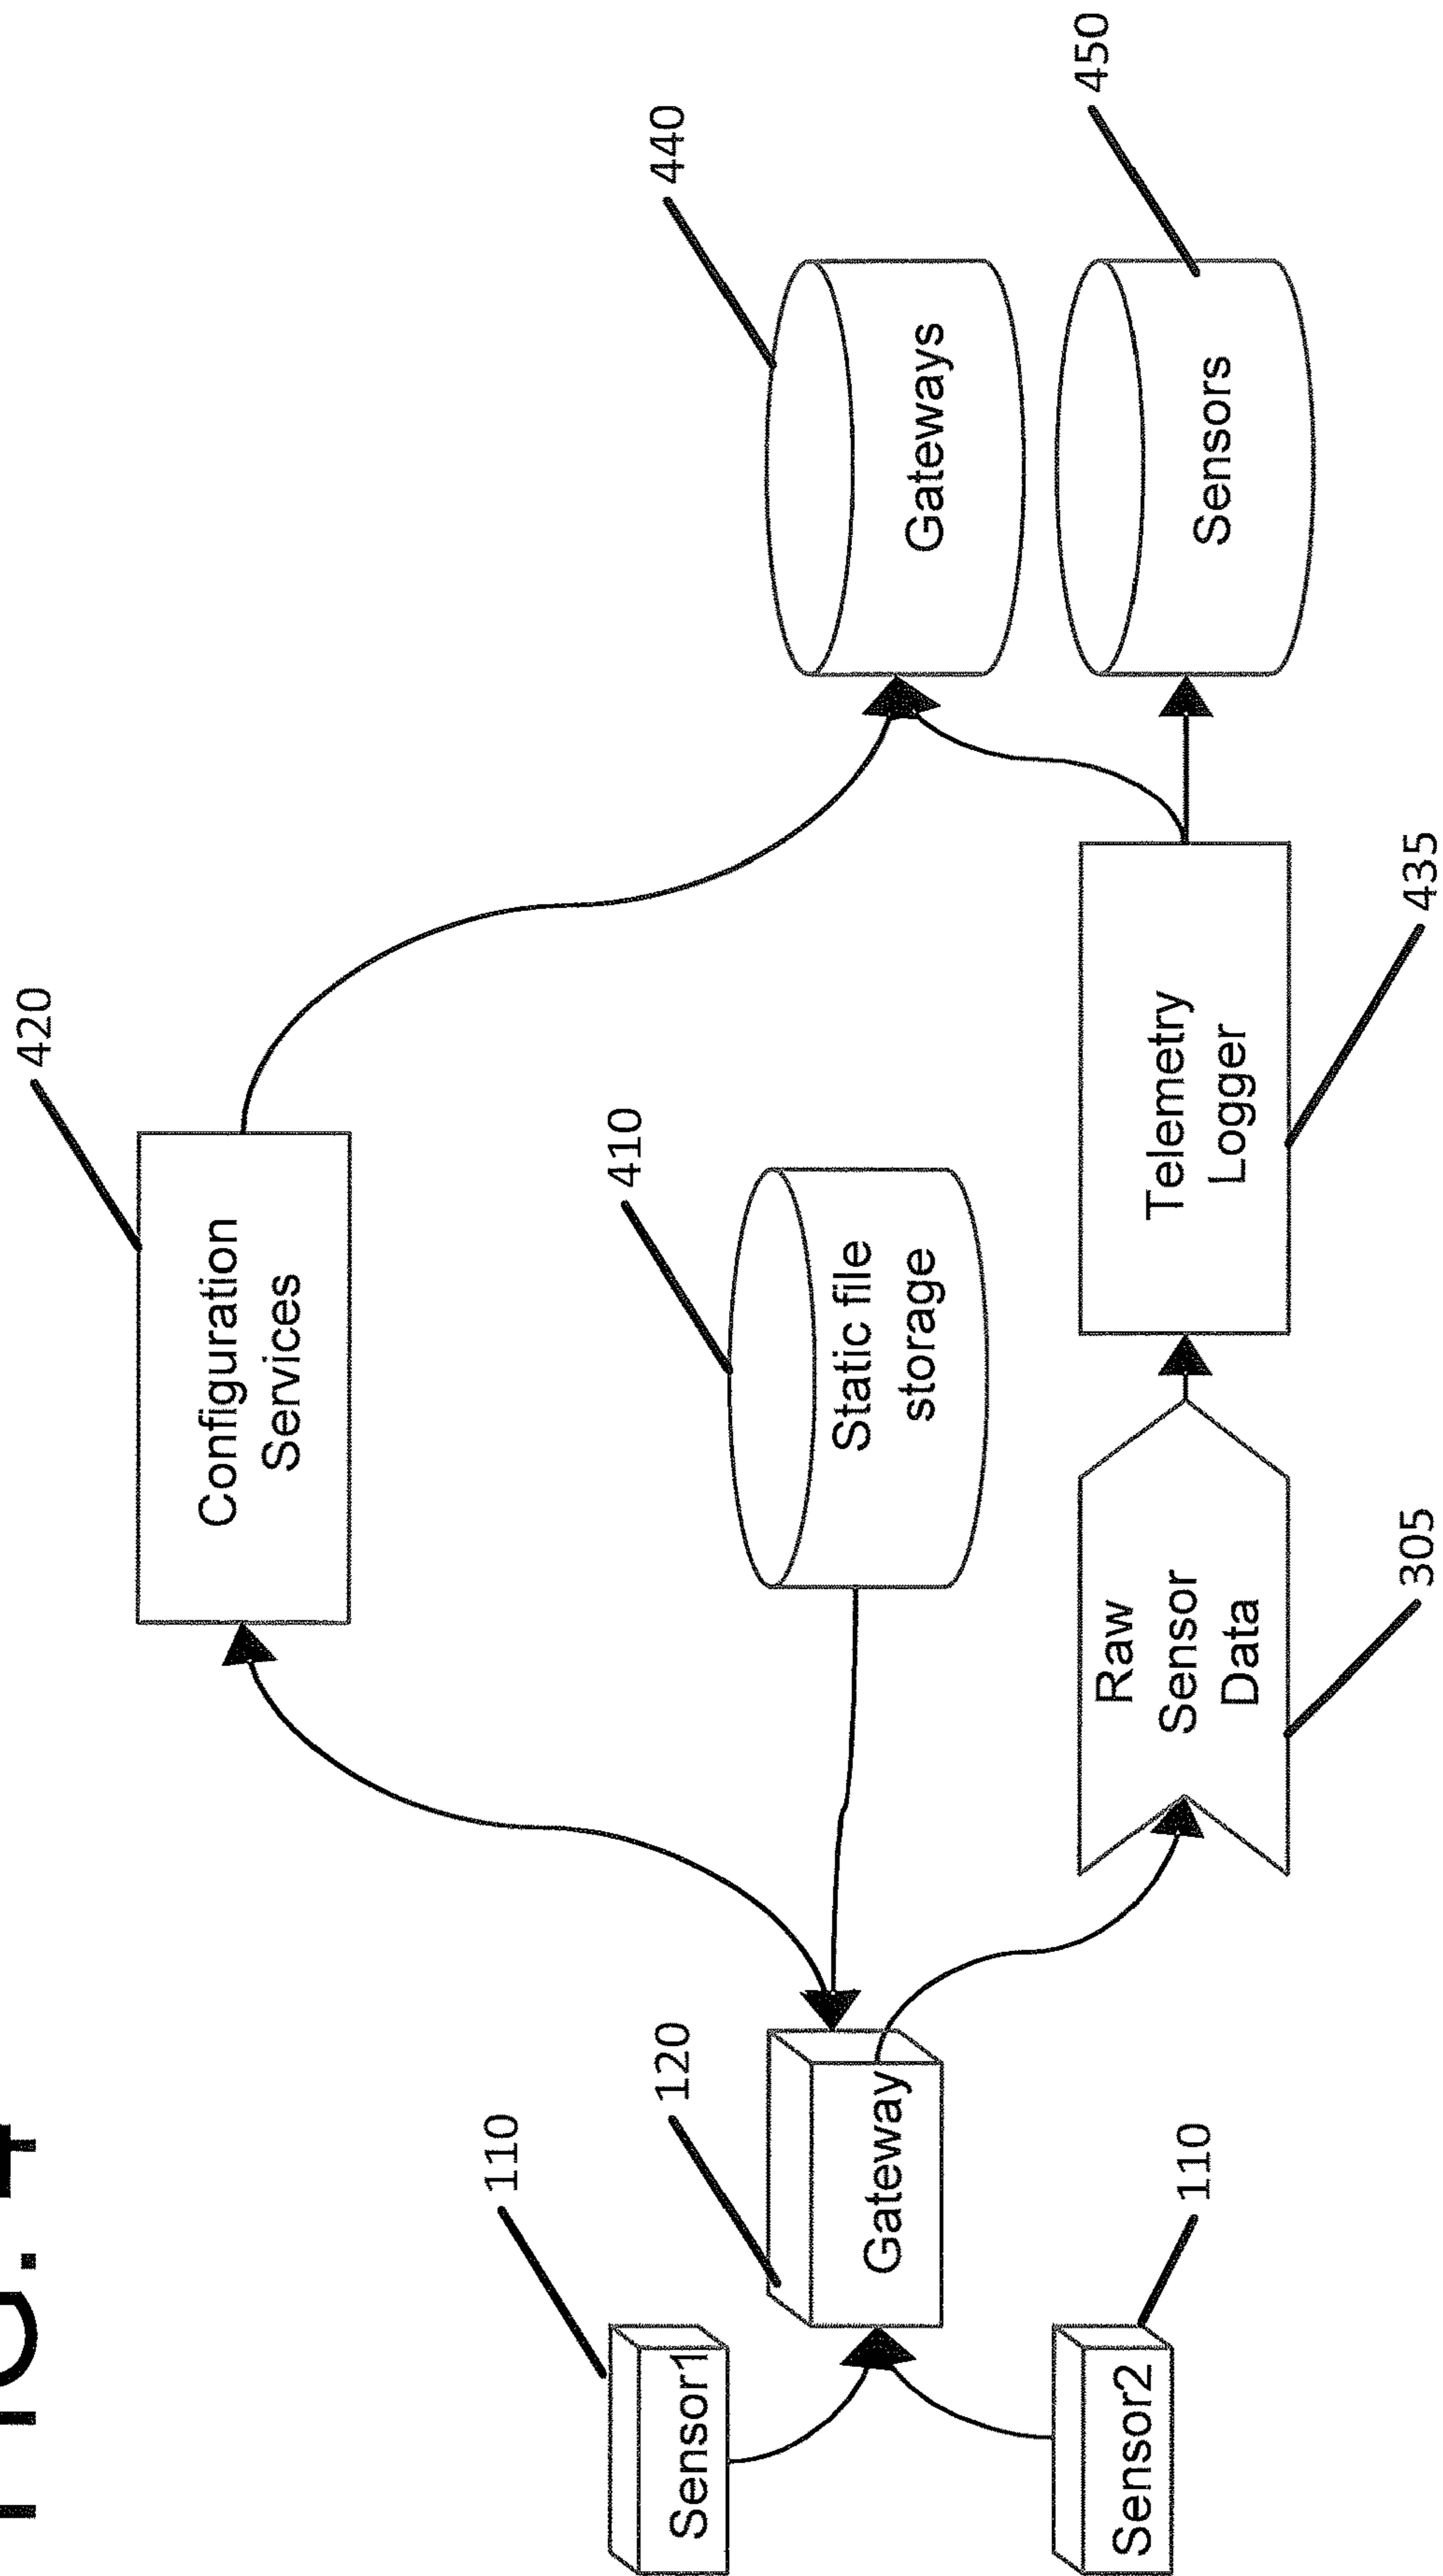 FIG. 4
420
Configuration
Services
440
Gateways
410
Static file
storage
450
Sensors
110
Sensor1
120
Gateway
110
Sensor2
Raw
Sensor
Data
305
Telemetry
Logger
435